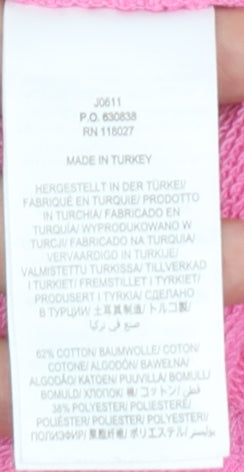 J0611
P.O. 630838
RN 118027
MADE IN TURKEY
HERGESTELLT IN DER TÜRKEI/
FABRIQUÉ EN TURQUIE/ PRODOTTO
IN TURCHIA/ FABRICADO EN
TURQUÍA/ WYPRODUKOWANO W
TURCJI/ FABRICADO NA TURQUIA/
VERVAARDIGD IN TURKIJE/
VALMISTETTU TURKISSA/ TILLVERKAD
I TURKIET/ FREMSTILLET I TYRKIET/
PRODUSERT I TYRKIA/ СДЕЛАНО
В ТУРЦИИ/ 土耳其制造/ トルコ製/
صنع في تركيا
62% COTTON/ BAUMWOLLE/ COTON/
COTONE/ ALGODÓN/ BAWEŁNA/
ALGODÃO/ KATOEN/ PUUVILLA/ BOMULL/
BOMULD/ ХЛОПОК/ 棉/ コットン/ قطن
38% POLYESTER/ POLIESTERE/
POLIÉSTER/ POLIESTER/ POLYESTERI/
ПОЛИЭФИР/ 聚酯纤维/ ポリエステル/ بوليستر